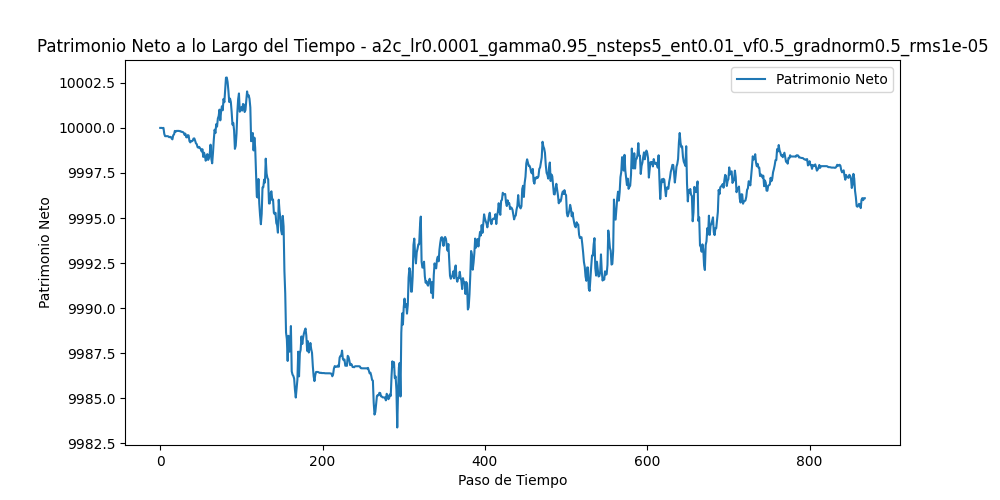 Patrimonio Neto a lo Largo del Tiempo - a2c_lr0.0001_gamma0.95_nsteps5_ent0.01_vf0.5_gradnorm0.5_rms1e-05
Patrimonio Neto
10002.5
10000.0
9997.5
9995.0
9992.5
9990.0
9987.5
9985.0
9982.5
Patrimonio Neto
0 200 400 600 800
Paso de Tiempo